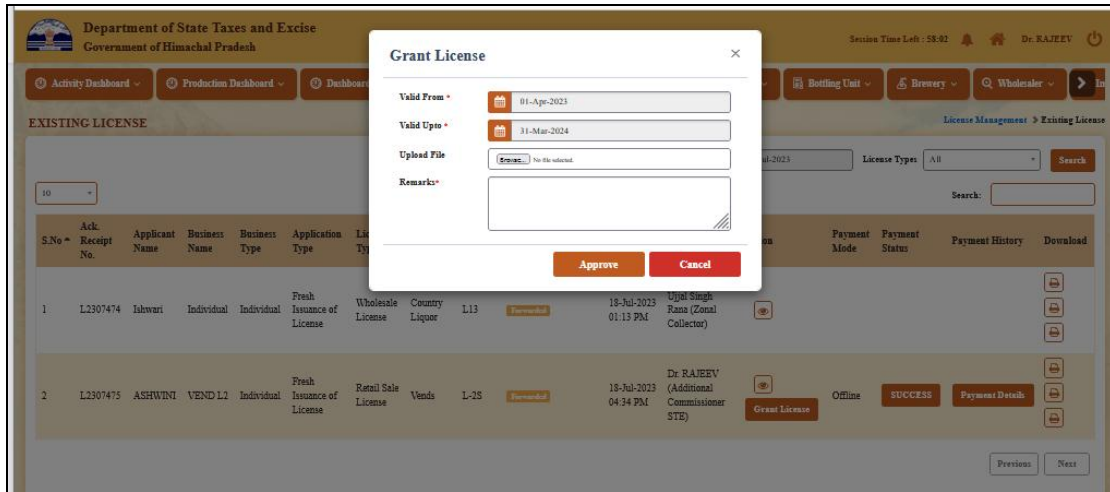 Department of State Taxes and Excise
Government of Himachal Pradesh
Session Time Left : 58:02
Dr. RAJEEV
Activity Dashboard
Production Dashboard
Bottling Unit
Brewery
Wholesaler
EXISTING LICENSE
License Management > Existing License
License Types
All
Search
10
Search:
Grant License
×
Valid From *
01-Apr-2023
Valid Upto *
31-Mar-2024
Upload File
Browse... No file selected.
Remarks*
Approve
Cancel
S.No
Ack. Receipt No.
Applicant Name
Business Name
Business Type
Application Type
Payment Mode
Payment Status
Payment History
Download
1
L2307474
Ishwari
Individual
Individual
Fresh Issuance of License
Wholesale License
Country Liquor
L13
Forwarded
18-Jul-2023 01:13 PM
Ujjal Singh Rana (Zonal Collector)
2
L2307475
ASHWINI
VEND L2
Individual
Fresh Issuance of License
Retail Sale License
Vends
L-2S
Forwarded
18-Jul-2023 04:34 PM
Dr. RAJEEV (Additional Commissioner STE)
Grant License
Offline
SUCCESS
Payment Details
Previous
Next